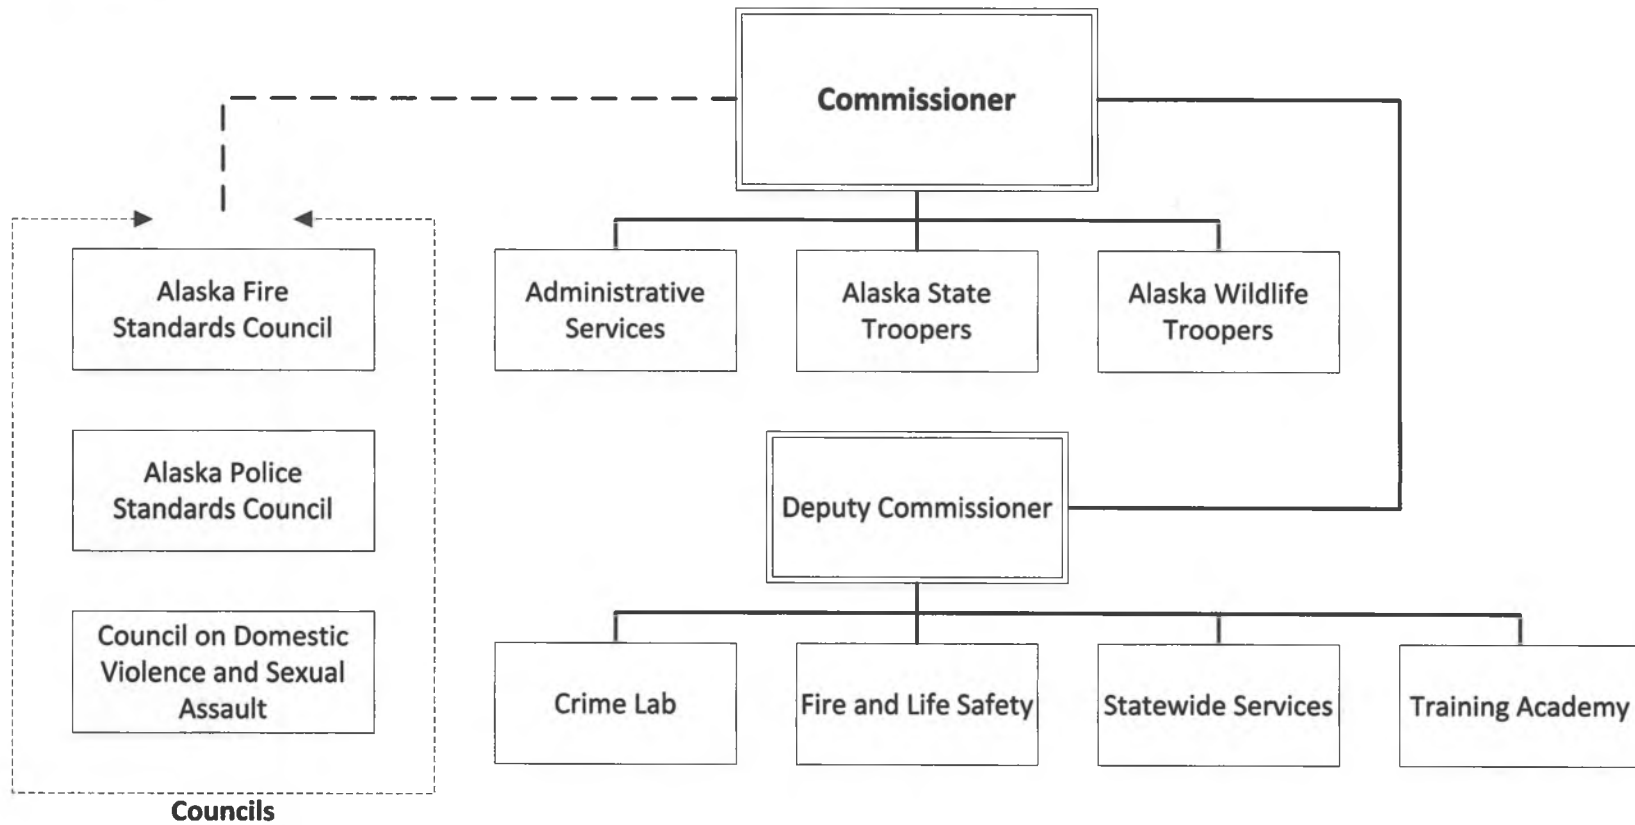 Commissioner
Alaska Fire
Standards Council
Administrative
Services
Alaska State
Troopers
Alaska Wildlife
Troopers
Alaska Police
Standards Council
Deputy Commissioner
Council on Domestic
Violence and Sexual
Assault
Crime Lab
Fire and Life Safety
Statewide Services
Training Academy
Councils